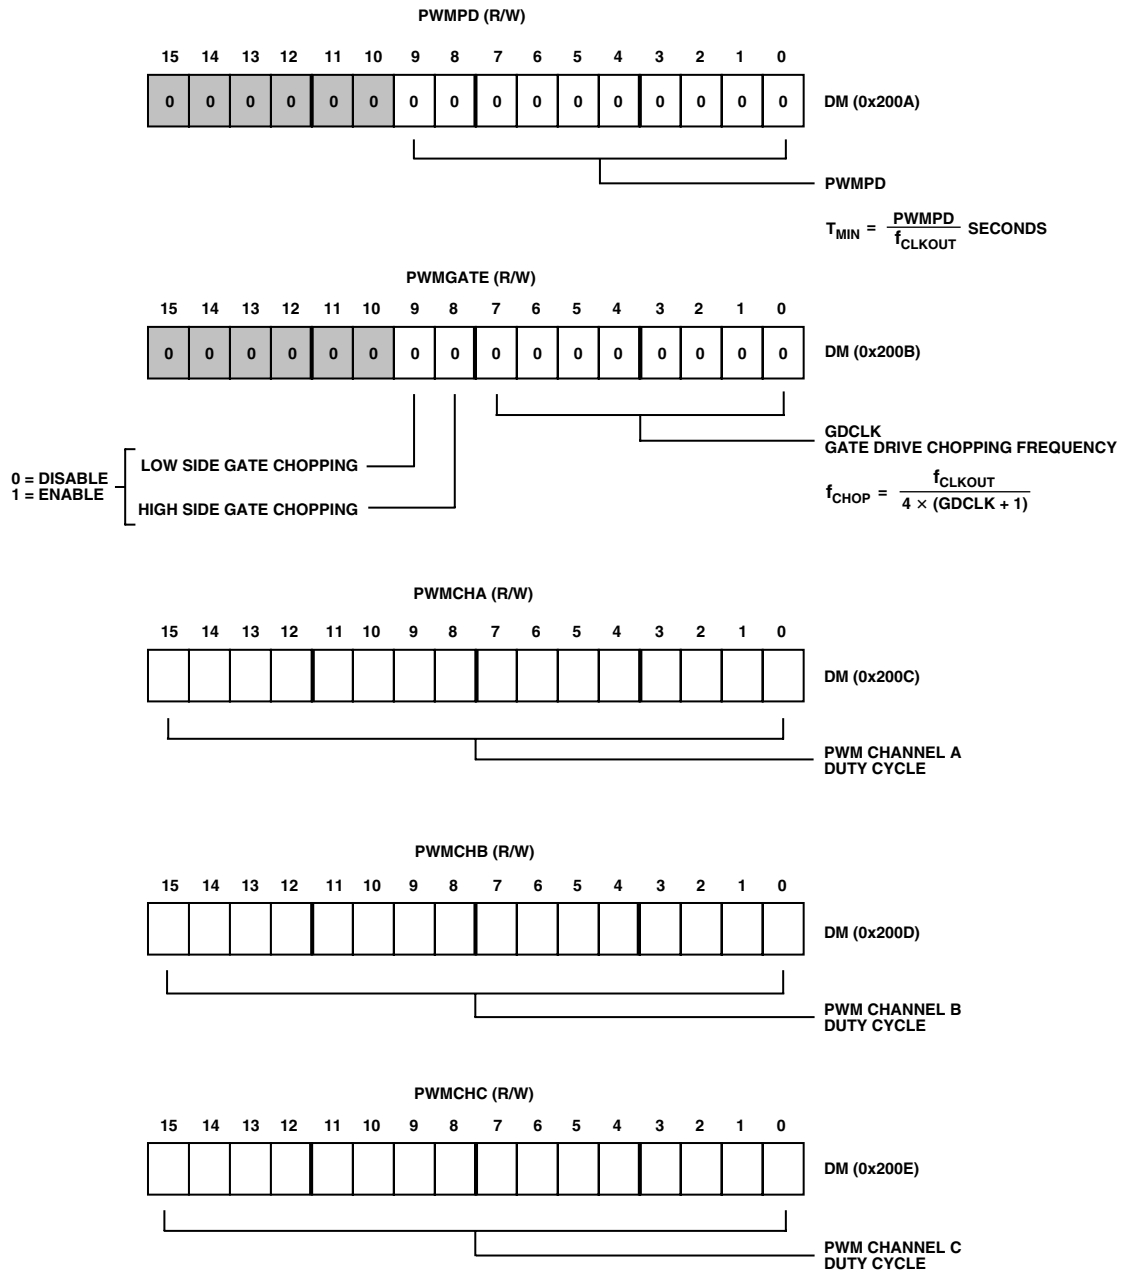 PWMPD (R/W)
15 14 13 12 11 10 9 8 7 6 5 4 3 2 1 0
0 0 0 0 0 0 0 0 0 0 0 0 0 0 0 0 DM (0x200A)
PWMPD
T_MIN = PWMPD / f_CLKOUT SECONDS
PWMGATE (R/W)
15 14 13 12 11 10 9 8 7 6 5 4 3 2 1 0
0 0 0 0 0 0 0 0 0 0 0 0 0 0 0 0 DM (0x200B)
GDCLK
GATE DRIVE CHOPPING FREQUENCY
f_CHOP = f_CLKOUT / 4 × (GDCLK + 1)
0 = DISABLE
1 = ENABLE
LOW SIDE GATE CHOPPING
HIGH SIDE GATE CHOPPING
PWMCHA (R/W)
15 14 13 12 11 10 9 8 7 6 5 4 3 2 1 0
DM (0x200C)
PWM CHANNEL A
DUTY CYCLE
PWMCHB (R/W)
15 14 13 12 11 10 9 8 7 6 5 4 3 2 1 0
DM (0x200D)
PWM CHANNEL B
DUTY CYCLE
PWMCHC (R/W)
15 14 13 12 11 10 9 8 7 6 5 4 3 2 1 0
DM (0x200E)
PWM CHANNEL C
DUTY CYCLE